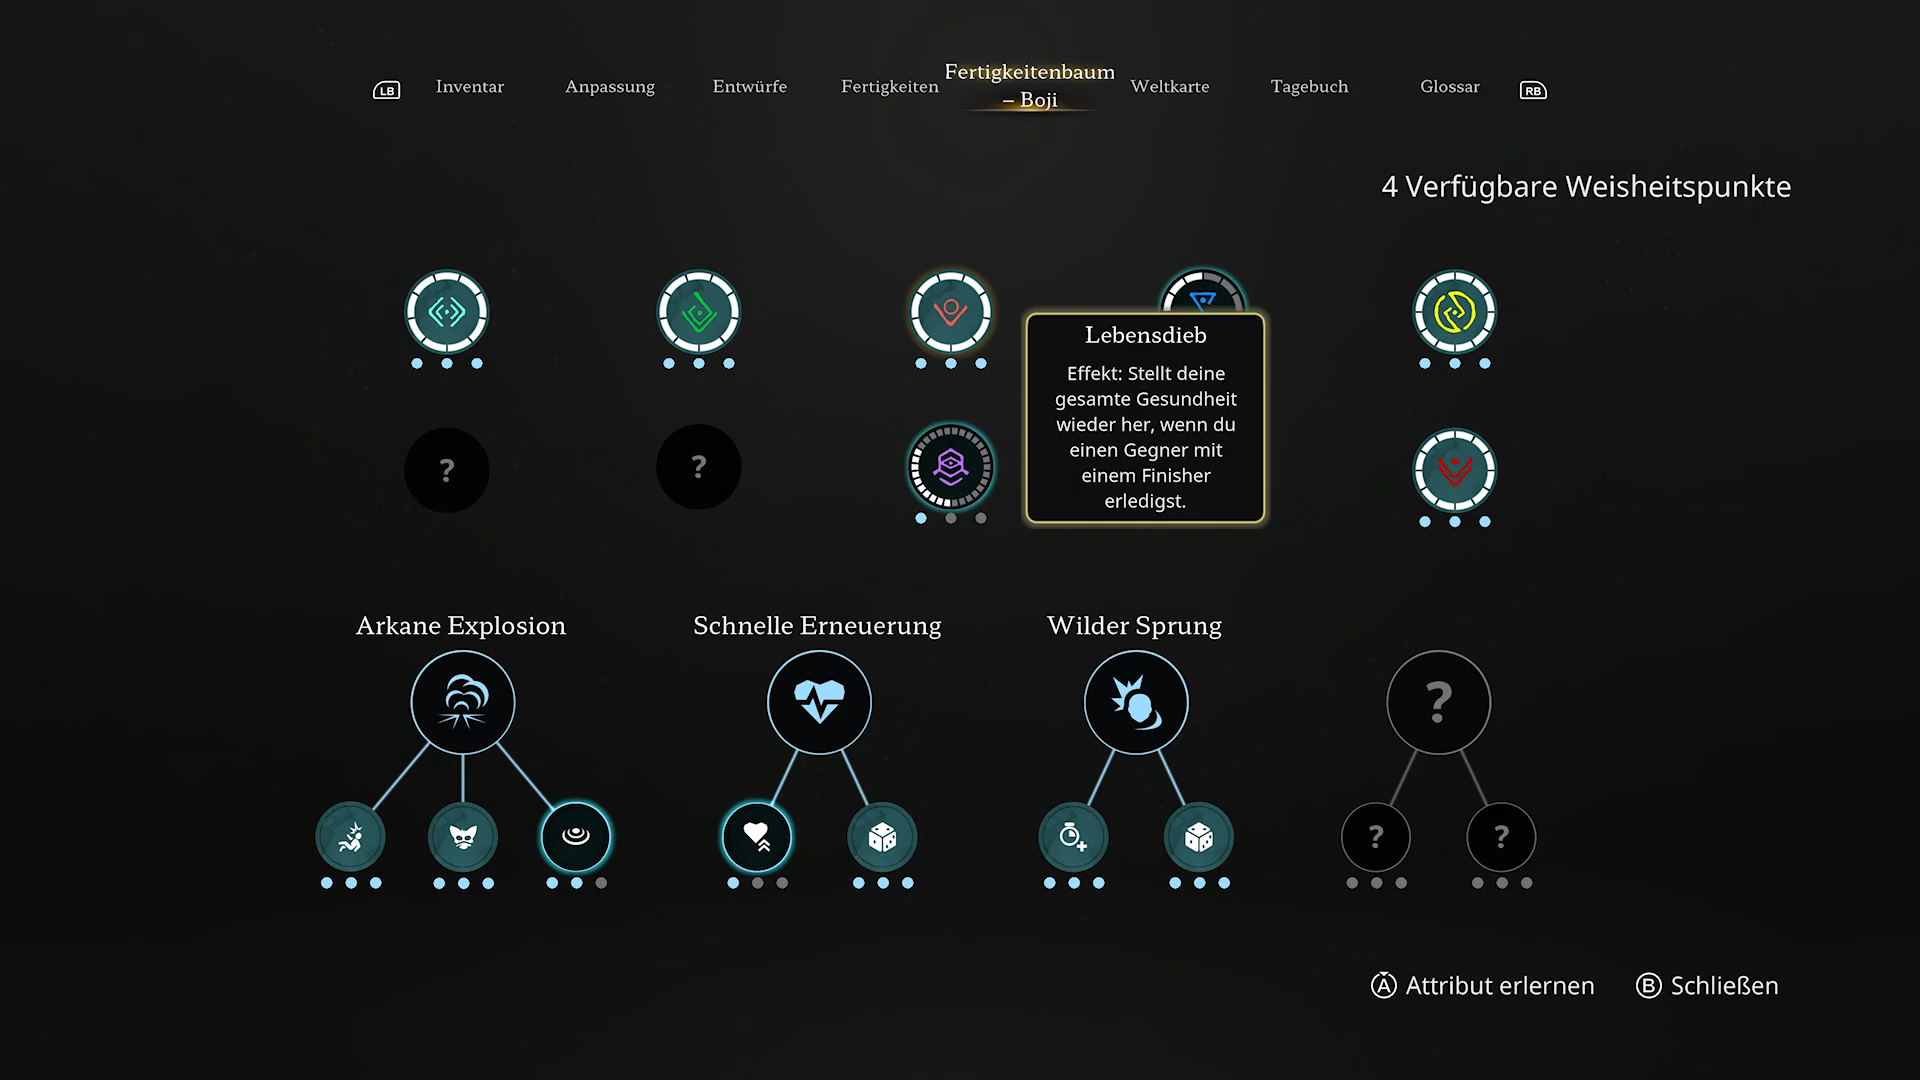 LB
Inventar
Anpassung
Entwürfe
Fertigkeiten
Fertigkeitenbaum
– Boji
Weltkarte
Tagebuch
Glossar
RB
4 Verfügbare Weisheitspunkte
Lebensdieb
Effekt: Stellt deine
gesamte Gesundheit
wieder her, wenn du
einen Gegner mit
einem Finisher
erledigst.
?
?
Arkane Explosion
Schnelle Erneuerung
Wilder Sprung
?
?
?
A Attribut erlernen
B Schließen